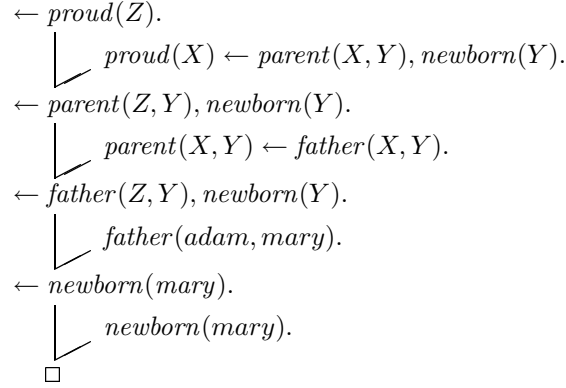 ← proud(Z).
proud(X) ← parent(X, Y), newborn(Y).
← parent(Z, Y), newborn(Y).
parent(X, Y) ← father(X, Y).
← father(Z, Y), newborn(Y).
father(adam, mary).
← newborn(mary).
newborn(mary).
□